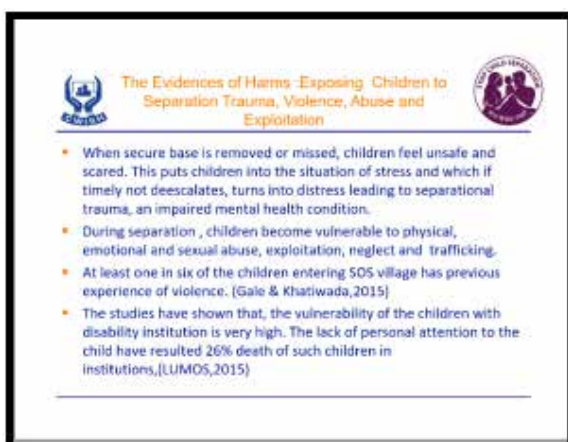 The Evidences of Harms Exposing Children to
Separation Trauma, Violence, Abuse and
Exploitation
CWISH
When secure base is removed or missed, children feel unsafe and
scared. This puts children into the situation of stress and which if
timely not deescalates, turns into distress leading to separational
trauma, an impaired mental health condition.
During separation , children become vulnerable to physical,
emotional and sexual abuse, exploitation, neglect and trafficking.
At least one in six of the children entering SOS village has previous
experience of violence. (Gale & Khatiwada,2015)
The studies have shown that, the vulnerability of the children with
disability institution is very high. The lack of personal attention to the
child have resulted 26% death of such children in
institutions,(LUMOS,2015)